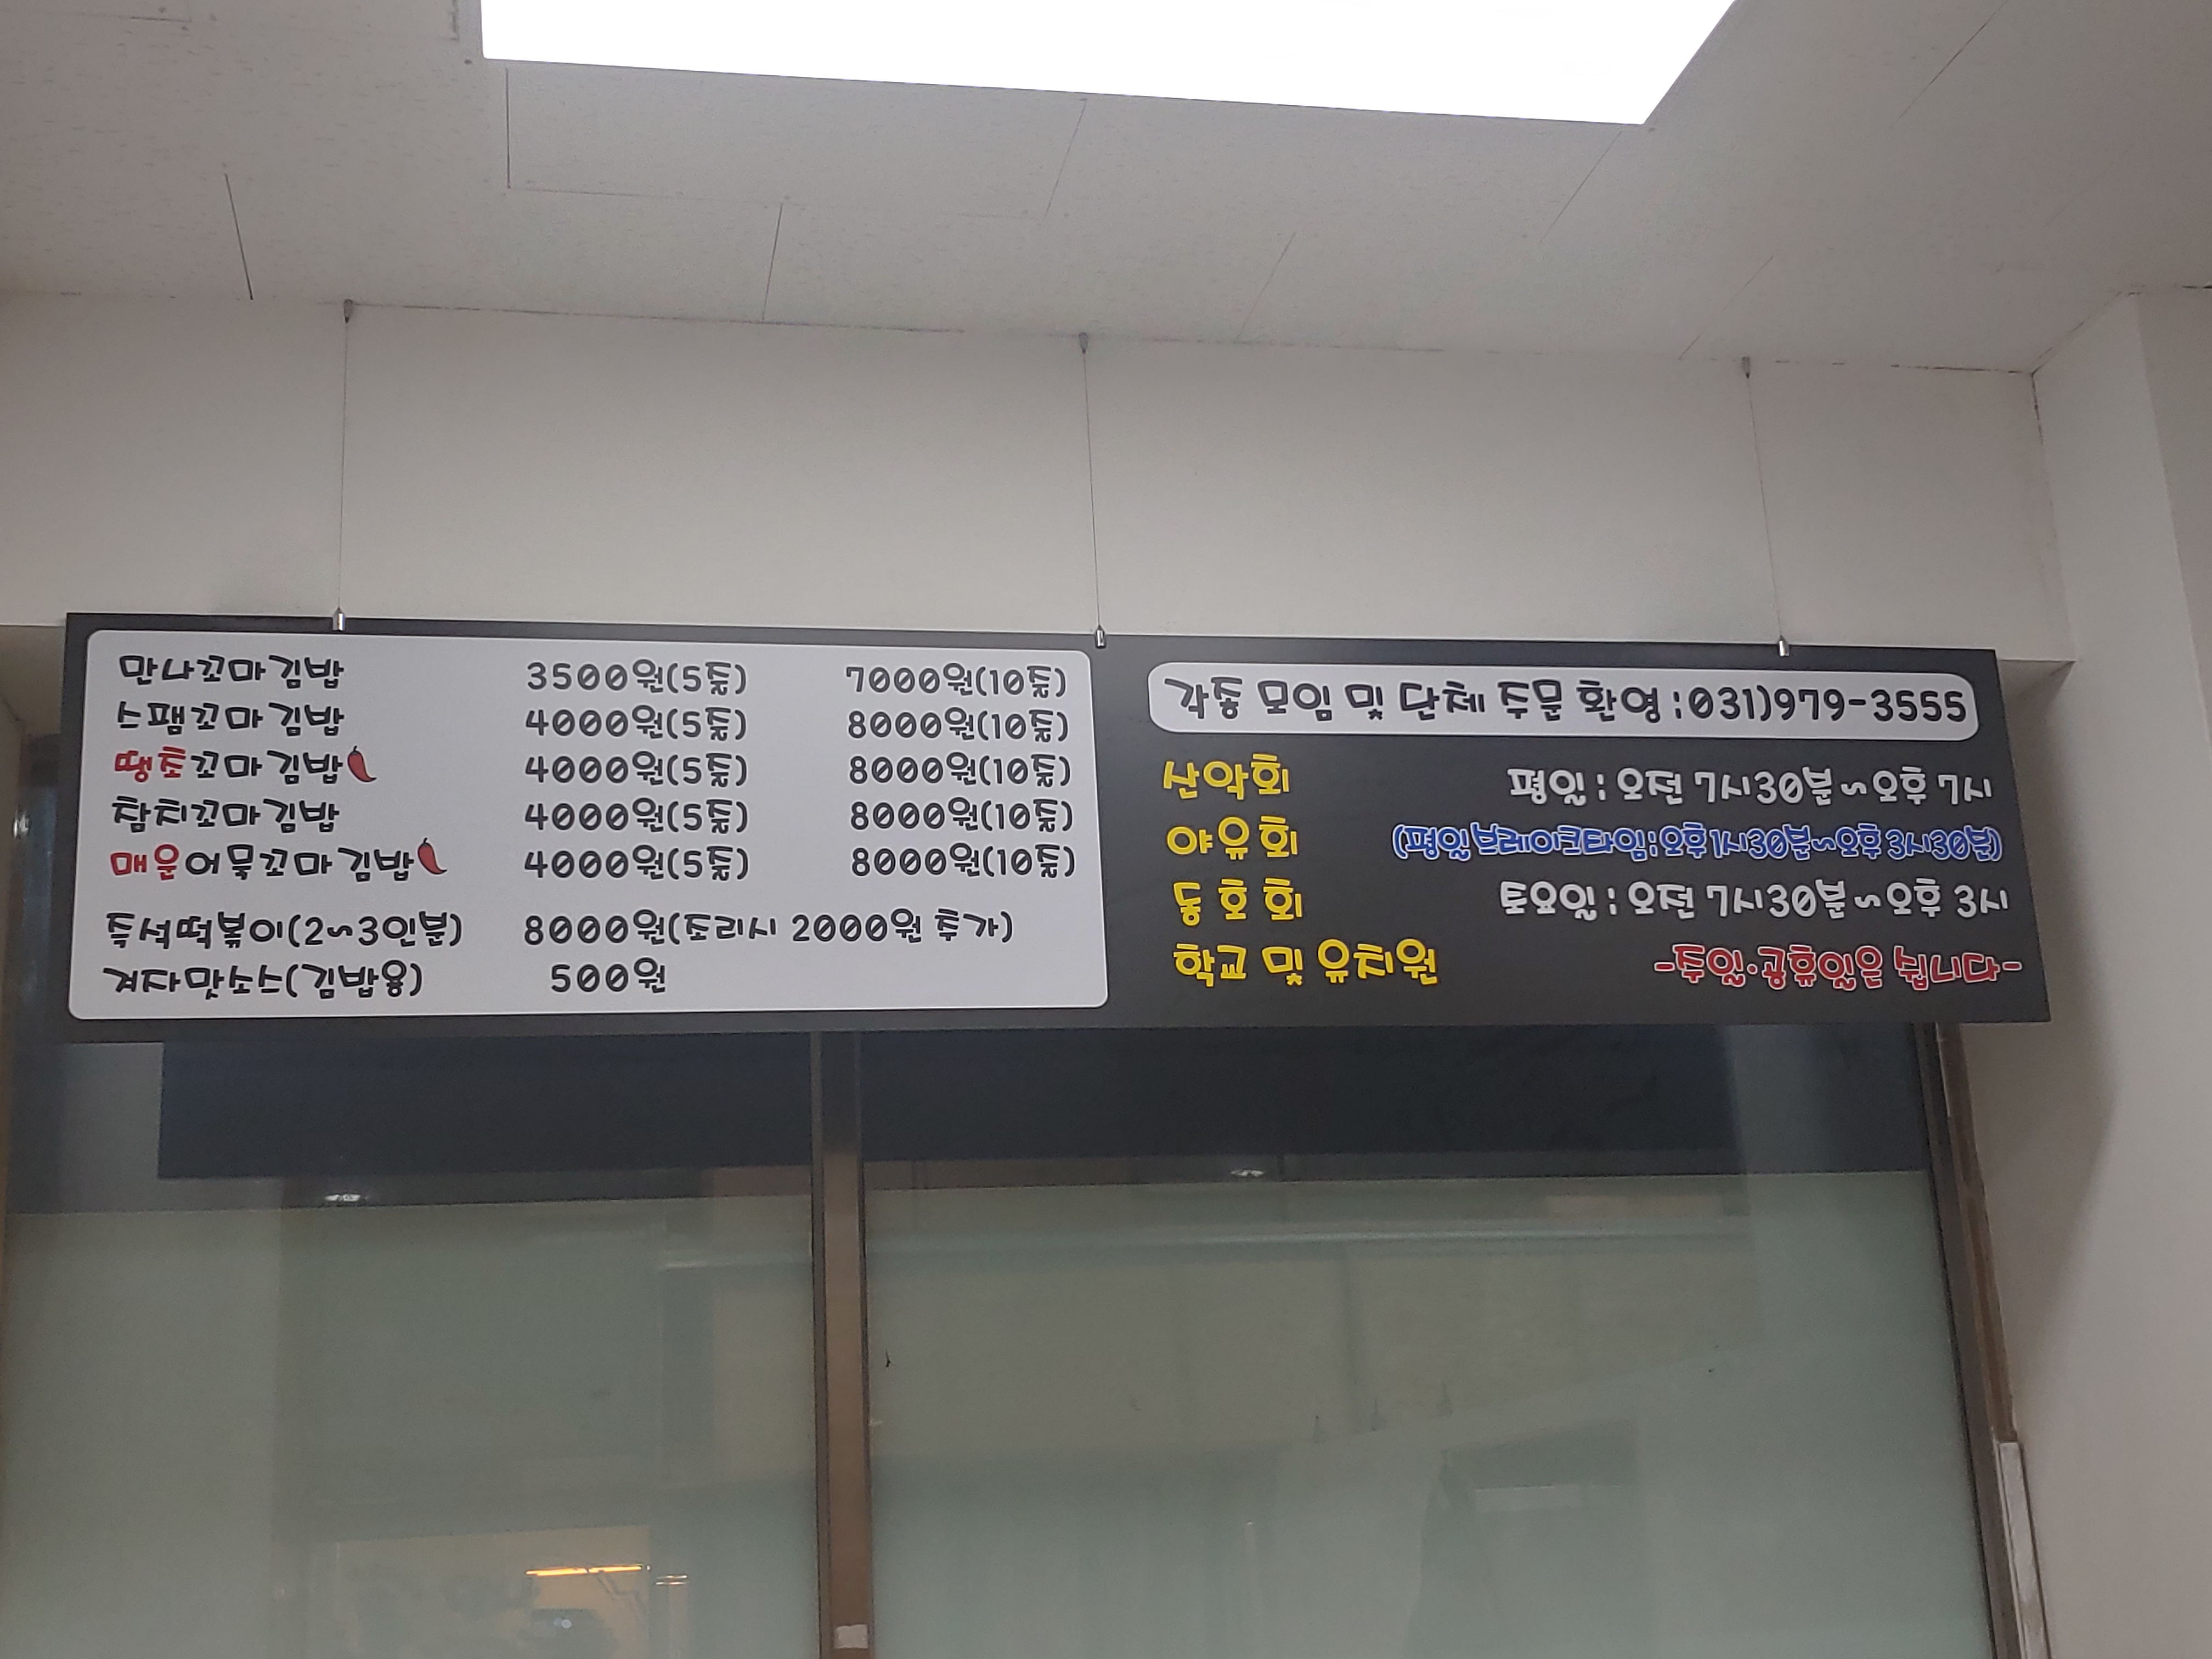 만나꼬마김밥 3500원(5줄) 7000원(10줄)
스팸꼬마김밥 4000원(5줄) 8000원(10줄)
땡초꼬마김밥 4000원(5줄) 8000원(10줄)
참치꼬마김밥 4000원(5줄) 8000원(10줄)
매운어묵꼬마김밥 4000원(5줄) 8000원(10줄)
즉석떡볶이(2~3인분) 8000원(조리시 2000원 추가)
겨자맛소스(김밥용) 500원
각종 모임 및 단체 주문 환영:031)979-3555
산악회
야유회
동호회
학교 및 유치원
평일 : 오전 7시30분~오후 7시
(평일브레이크타임:오후1시30분~오후3시30분)
토요일 : 오전 7시30분~오후 3시
-주일·공휴일은 쉽니다-